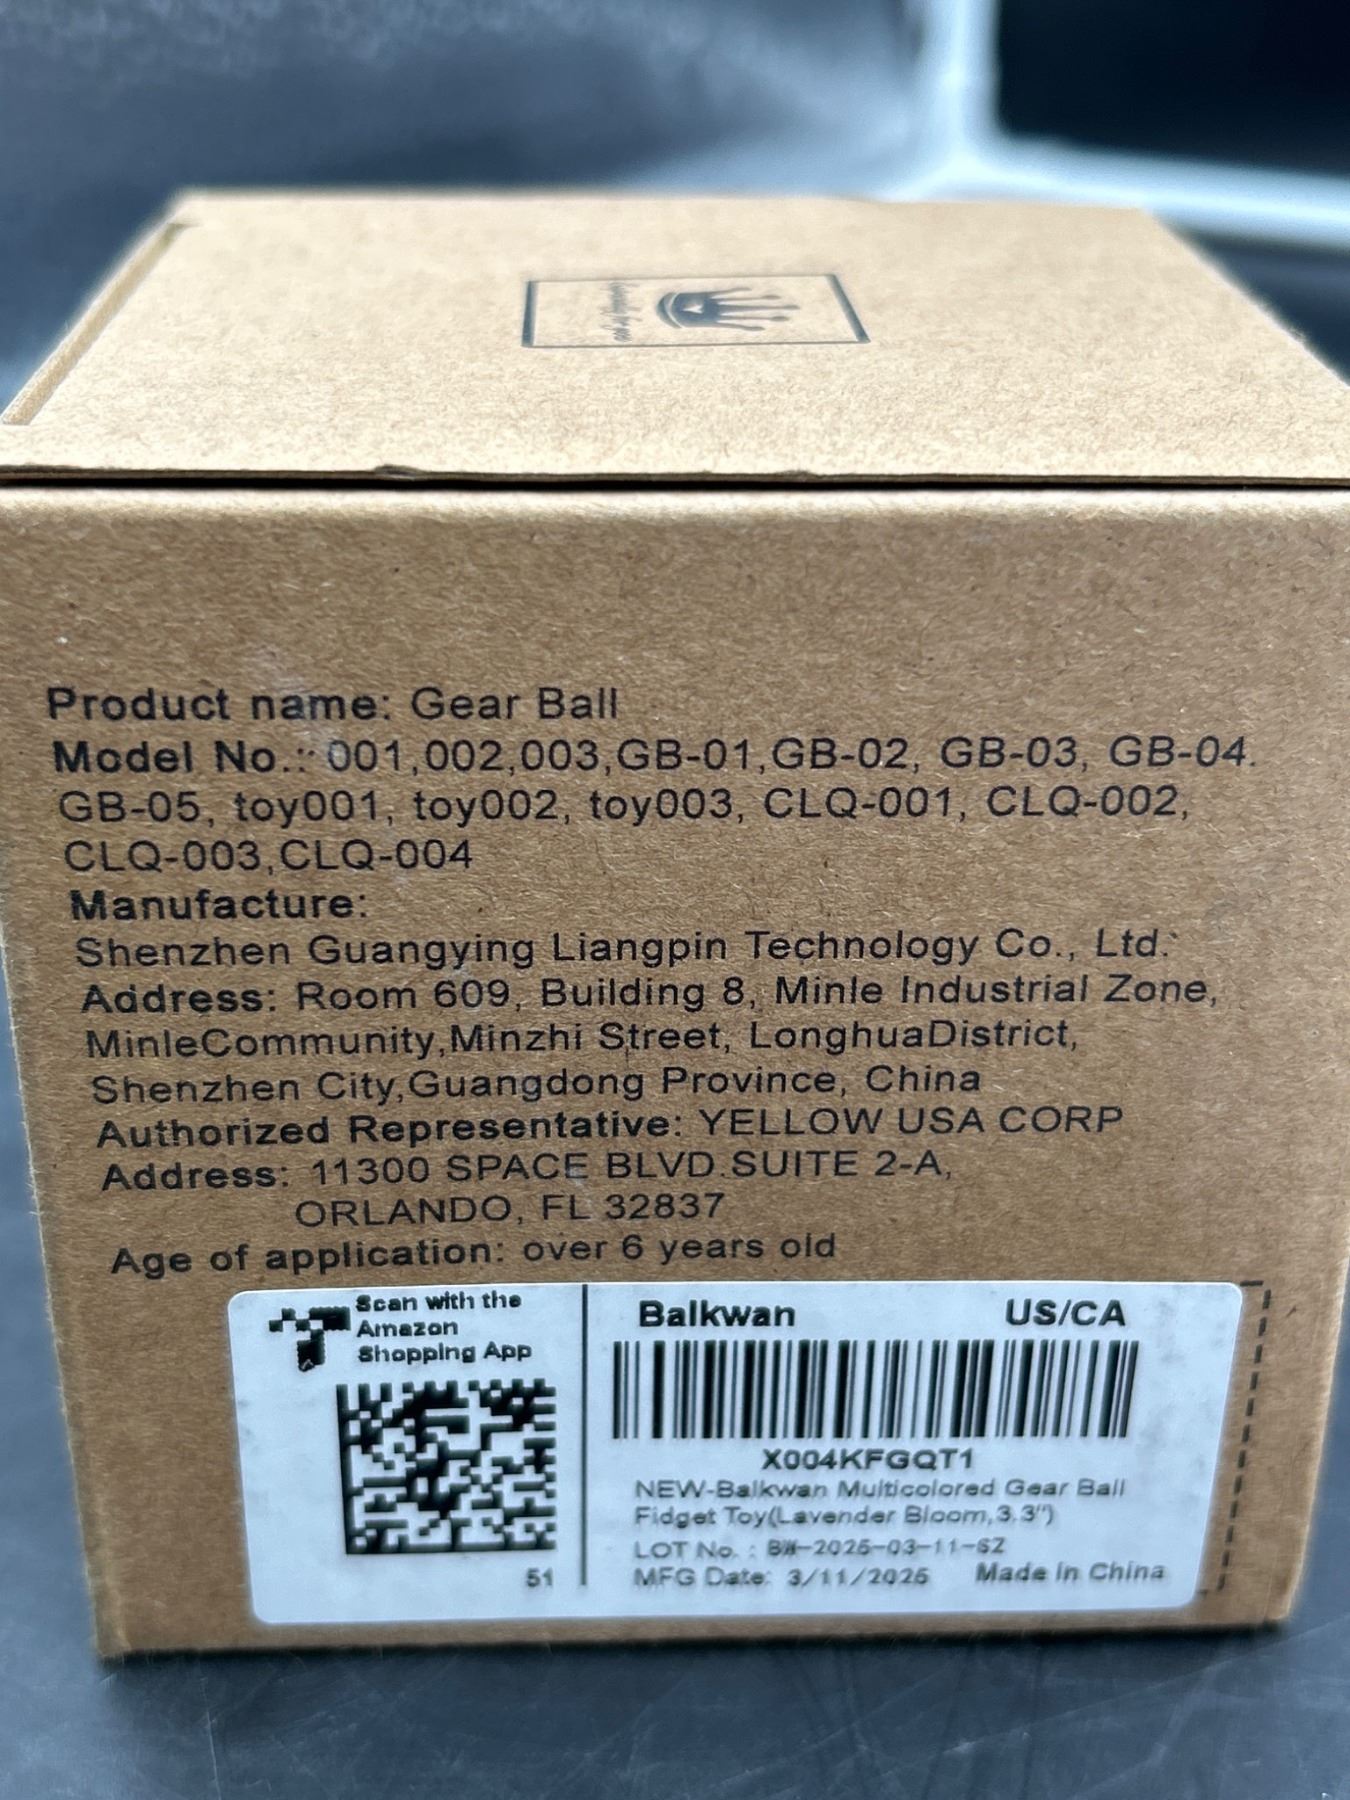 Product name: Gear Ball
Model No.: 001,002,003,GB-01,GB-02, GB-03, GB-04.
GB-05, toy001, toy002, toy003, CLQ-001, CLQ-002,
CLQ-003,CLQ-004
Manufacture:
Shenzhen Guangying Liangpin Technology Co., Ltd.
Address: Room 609, Building 8, Minle Industrial Zone,
MinleCommunity,Minzhi Street, LonghuaDistrict,
Shenzhen City,Guangdong Province, China
Authorized Representative: YELLOW USA CORP
Address: 11300 SPACE BLVD.SUITE 2-A,
ORLANDO, FL 32837
Age of application: over 6 years old
Scan with the
Amazon
Shopping App
51
Balkwan US/CA
X004KFGQT1
NEW-Balkwan Multicolored Gear Ball
Fidget Toy(Lavender Bloom,3.3")
LOT No. : BW-2025-03-11-SZ
MFG Date: 3/11/2025 Made in China